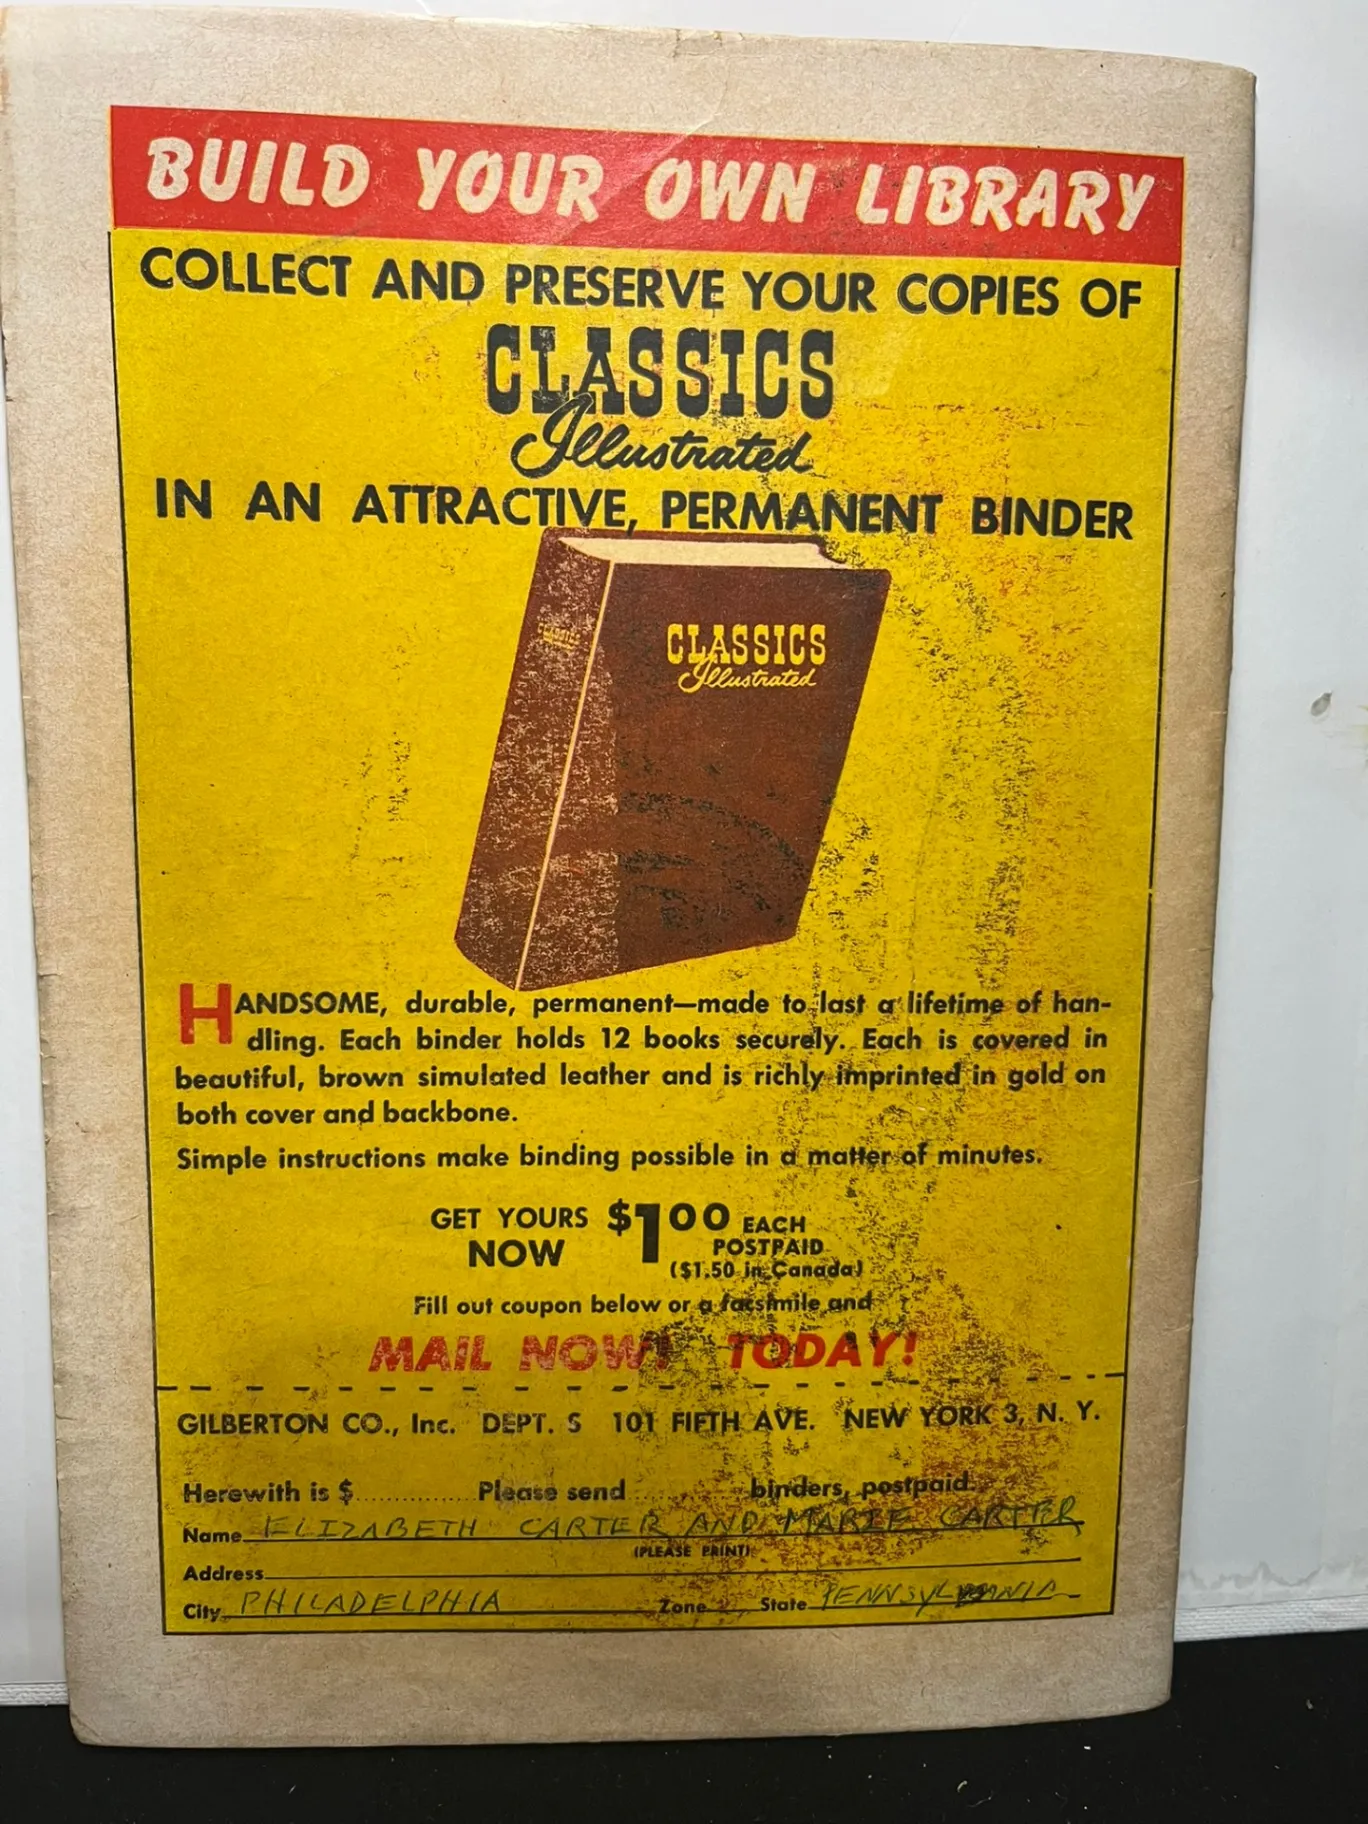 BUILD YOUR OWN LIBRARY
COLLECT AND PRESERVE YOUR COPIES OF
CLASSICS
Illustrated
IN AN ATTRACTIVE, PERMANENT BINDER
CLASSICS
Illustrated
HANDSOME, durable, permanent—made to last a lifetime of han-
dling. Each binder holds 12 books securely. Each is covered in
beautiful, brown simulated leather and is richly imprinted in gold on
both cover and backbone.
Simple instructions make binding possible in a matter of minutes.
GET YOURS NOW $1.00 EACH
POSTPAID
($1.50 in Canada)
Fill out coupon below or a facsimile and
MAIL NOW! TODAY!
GILBERTON CO., Inc. DEPT. S 101 FIFTH AVE. NEW YORK 3, N. Y.
Herewith is $ .............. Please send .............. binders, postpaid.
Name ELIZABETH CARTER AND MARIE CARTER
(PLEASE PRINT)
Address
City PHILADELPHIA Zone State PENNSYLVANIA